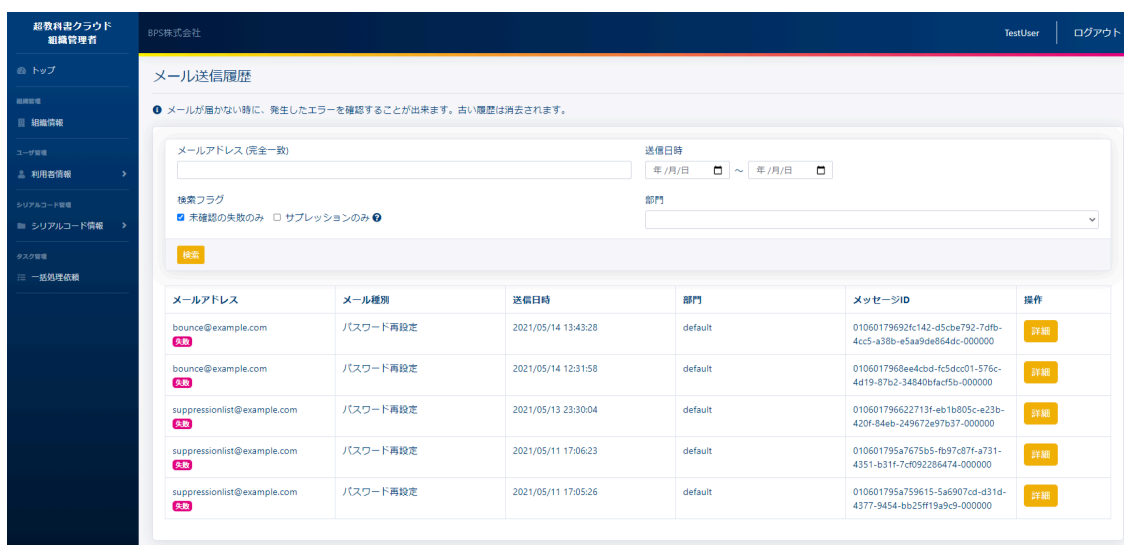 超教科書クラウド
組織管理者
BPS株式会社
TestUser
ログアウト
トップ
組織管理
組織情報
ユーザ管理
利用者情報
シリアルコード管理
シリアルコード情報
タスク管理
一括処理依頼
メール送信履歴
メールが届かない時に、発生したエラーを確認することが出来ます。古い履歴は消去されます。
メールアドレス (完全一致)
送信日時
年/月/日 ～ 年/月/日
検索フラグ
未確認の失敗のみ サプレッションのみ
部門
検索
メールアドレス メール種別 送信日時 部門 メッセージID 操作
bounce@example.com パスワード再設定 2021/05/14 13:43:28 default 01060179692fc142-d5cbe792-7dfb- 詳細
失敗 4cc5-a38b-e5aa9de864dc-000000
bounce@example.com パスワード再設定 2021/05/14 12:31:58 default 0106017968ee4cbd-fc5dcc01-576c- 詳細
失敗 4d19-87b2-34840bfacf5b-000000
suppressionlist@example.com パスワード再設定 2021/05/13 23:30:04 default 010601796622713f-eb1b805c-e23b- 詳細
失敗 420f-84eb-249672e97b37-000000
suppressionlist@example.com パスワード再設定 2021/05/11 17:06:23 default 010601795a7675b5-fb97c87f-a731- 詳細
失敗 4351-b31f-7cf092286474-000000
suppressionlist@example.com パスワード再設定 2021/05/11 17:05:26 default 010601795a759615-5a6907cd-d31d- 詳細
失敗 4377-9454-bb25ff19a9c9-000000